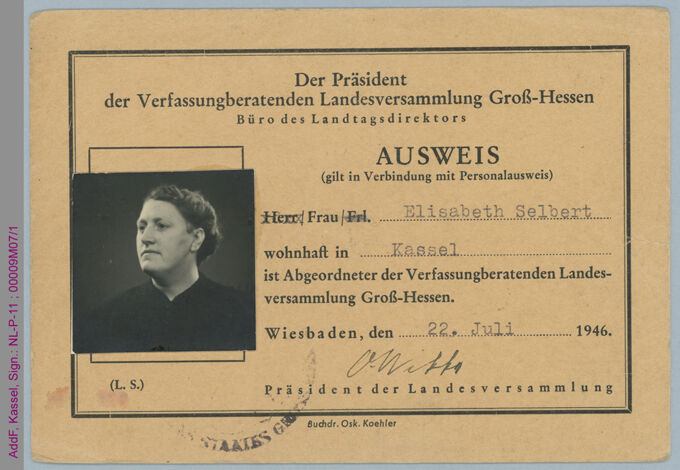 Der Präsident
der Verfassungberatenden Landesversammlung Groß-Hessen
Büro des Landtagsdirektors
AUSWEIS
(gilt in Verbindung mit Personalausweis)
Herr/Frau/Frl. Elisabeth Selbert
wohnhaft in Kassel
ist Abgeordneter der Verfassungberatenden Landes-
versammlung Groß-Hessen.
Wiesbaden, den 22. Juli 1946.
O. Witte
(L. S.)
Präsident der Landesversammlung
STAATES
Buchdr. Osk. Koehler
AddF, Kassel, Sign.: NL-P-11 ; 00009M07/1